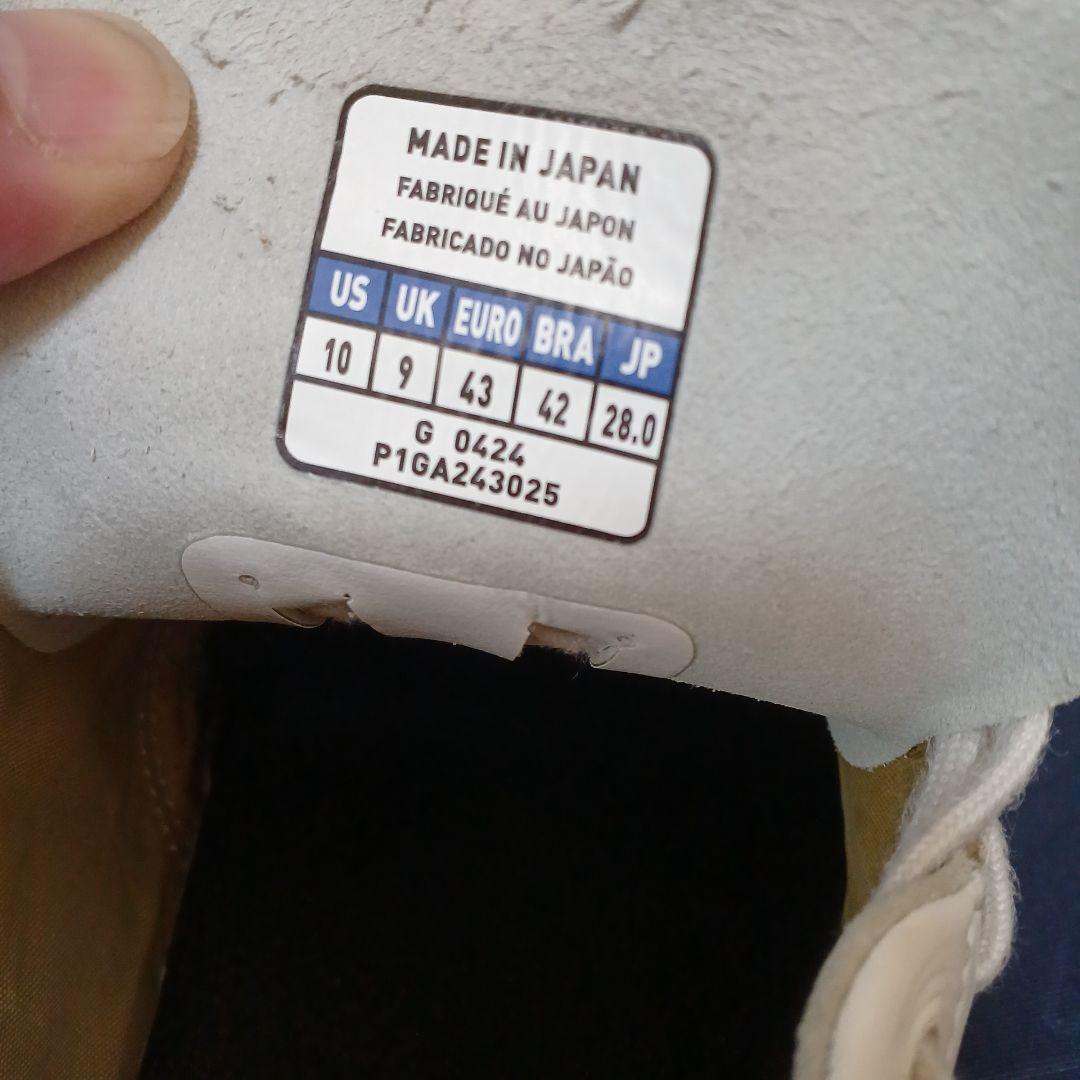 MADE IN JAPAN
FABRIQUÉ AU JAPON
FABRICADO NO JAPÃO
US UK EURO BRA JP
10 9 43 42 28.0
G 0424
P1GA243025